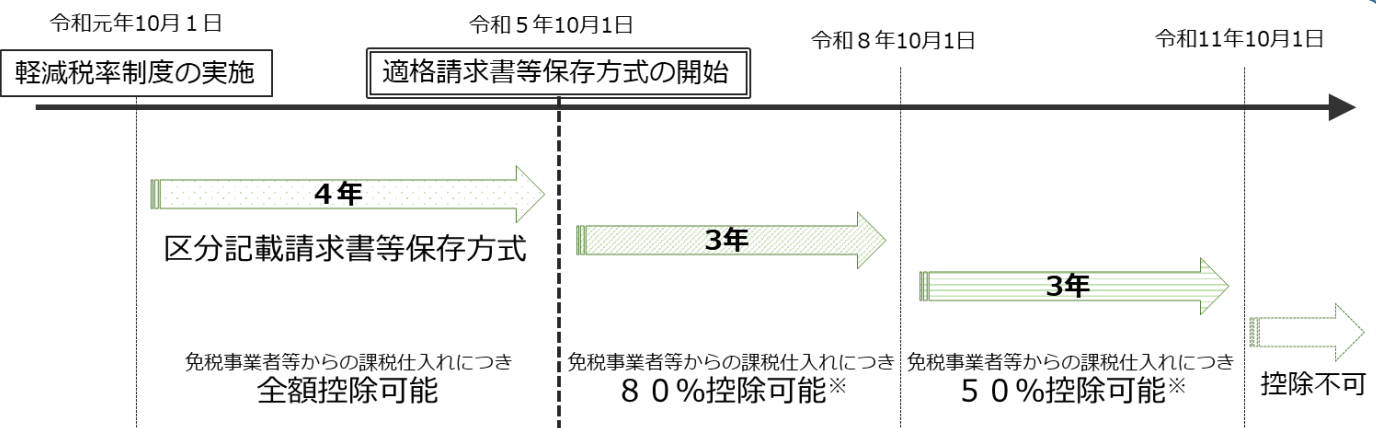 令和元年10月１日
令和５年10月1日
令和８年10月1日
令和11年10月1日
軽減税率制度の実施
適格請求書等保存方式の開始
４年
区分記載請求書等保存方式
3年
3年
免税事業者等からの課税仕入れにつき
全額控除可能
免税事業者等からの課税仕入れにつき
８０％控除可能※
免税事業者等からの課税仕入れにつき
５０％控除可能※
控除不可